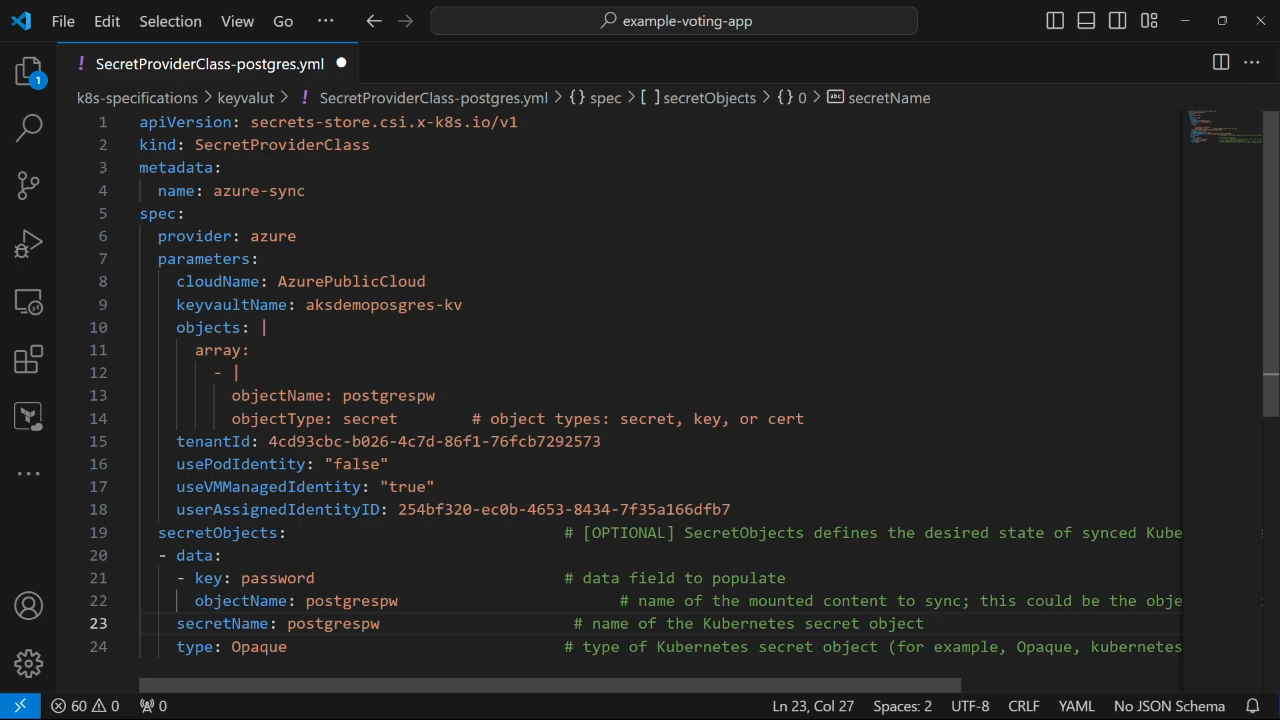 File Edit Selection View Go ··· example-voting-app
SecretProviderClass-postgres.yml
1
k8s-specifications > keyvalut > ! SecretProviderClass-postgres.yml > {} spec > [ ] secretObjects > {} 0 > abc secretName
1 apiVersion: secrets-store.csi.x-k8s.io/v1
2 kind: SecretProviderClass
3 metadata:
4 name: azure-sync
5 spec:
6 provider: azure
7 parameters:
8 cloudName: AzurePublicCloud
9 keyvaultName: aksdemoposgres-kv
10 objects: |
11 array:
12 - |
13 objectName: postgrespw
14 objectType: secret # object types: secret, key, or cert
15 tenantId: 4cd93cbc-b026-4c7d-86f1-76fcb7292573
16 usePodIdentity: "false"
17 useVMManagedIdentity: "true"
18 userAssignedIdentityID: 254bf320-ec0b-4653-8434-7f35a166dfb7
19 secretObjects: # [OPTIONAL] SecretObjects defines the desired state of synced Kube
20 - data:
21 - key: password # data field to populate
22 objectName: postgrespw # name of the mounted content to sync; this could be the obje
23 secretName: postgrespw # name of the Kubernetes secret object
24 type: Opaque # type of Kubernetes secret object (for example, Opaque, kubernetes
60 0 0 Ln 23, Col 27 Spaces: 2 UTF-8 CRLF YAML No JSON Schema